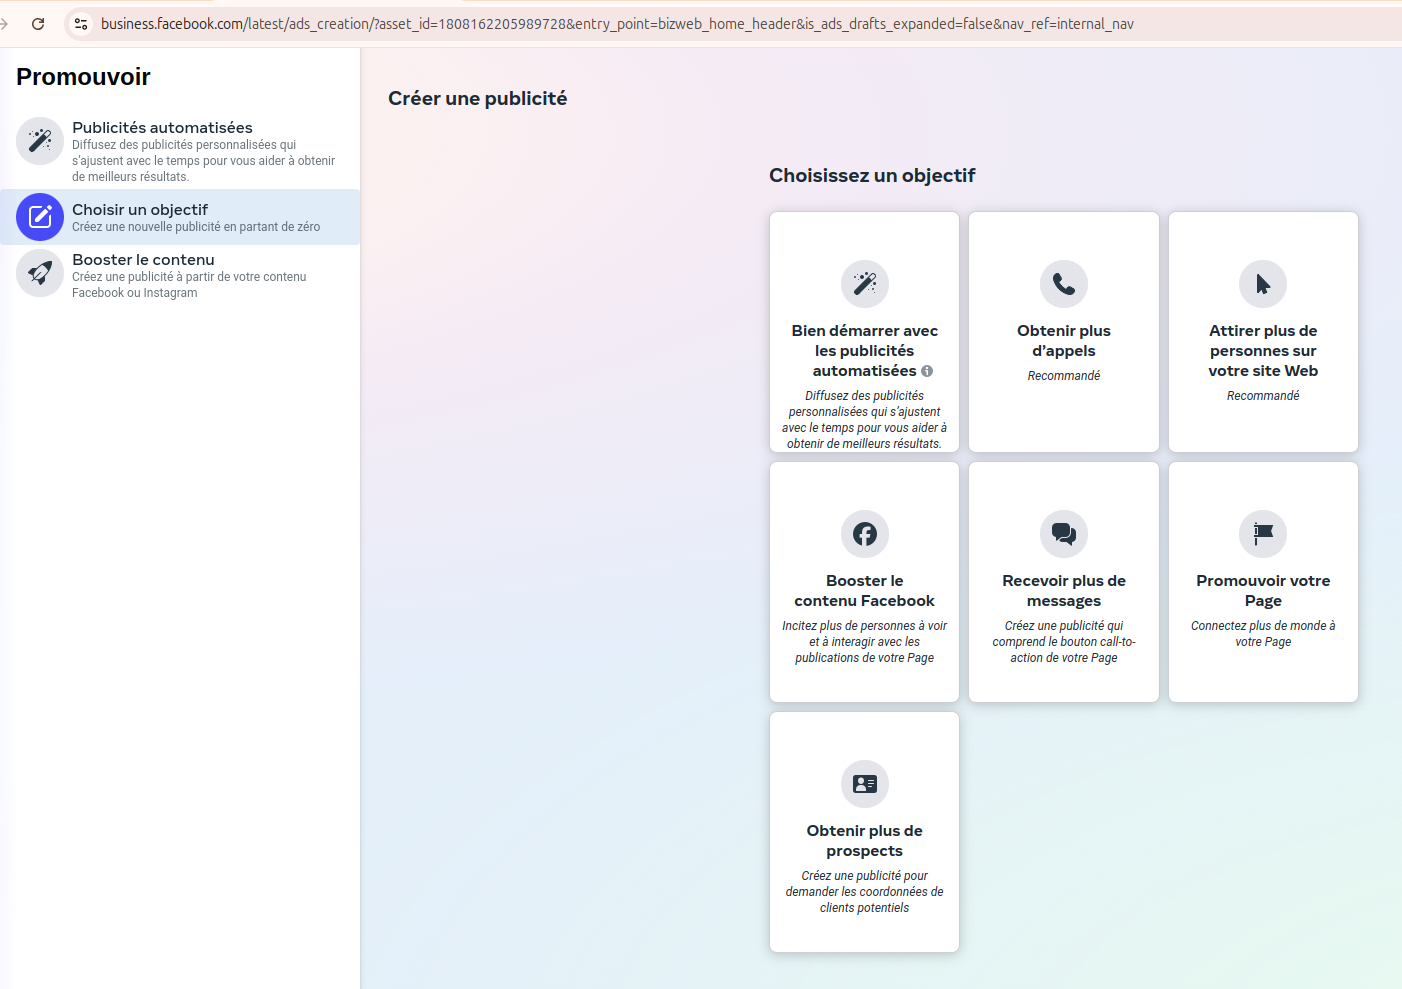 business.facebook.com/latest/ads_creation/?asset_id=1808162205989728&entry_point=bizweb_home_header&is_ads_drafts_expanded=false&nav_ref=internal_nav
Promouvoir
Publicités automatisées
Diffusez des publicités personnalisées qui
s'ajustent avec le temps pour vous aider à obtenir
de meilleurs résultats.
Choisir un objectif
Créez une nouvelle publicité en partant de zéro
Booster le contenu
Créez une publicité à partir de votre contenu
Facebook ou Instagram
Créer une publicité
Choisissez un objectif
Bien démarrer avec
les publicités
automatisées
Diffusez des publicités
personnalisées qui s'ajustent
avec le temps pour vous aider à
obtenir de meilleurs résultats.
Obtenir plus
d’appels
Recommandé
Attirer plus de
personnes sur
votre site Web
Recommandé
Booster le
contenu Facebook
Incitez plus de personnes à voir
et à interagir avec les
publications de votre Page
Recevoir plus de
messages
Créez une publicité qui
comprend le bouton call-to-
action de votre Page
Promouvoir votre
Page
Connectez plus de monde à
votre Page
Obtenir plus de
prospects
Créez une publicité pour
demander les coordonnées de
clients potentiels